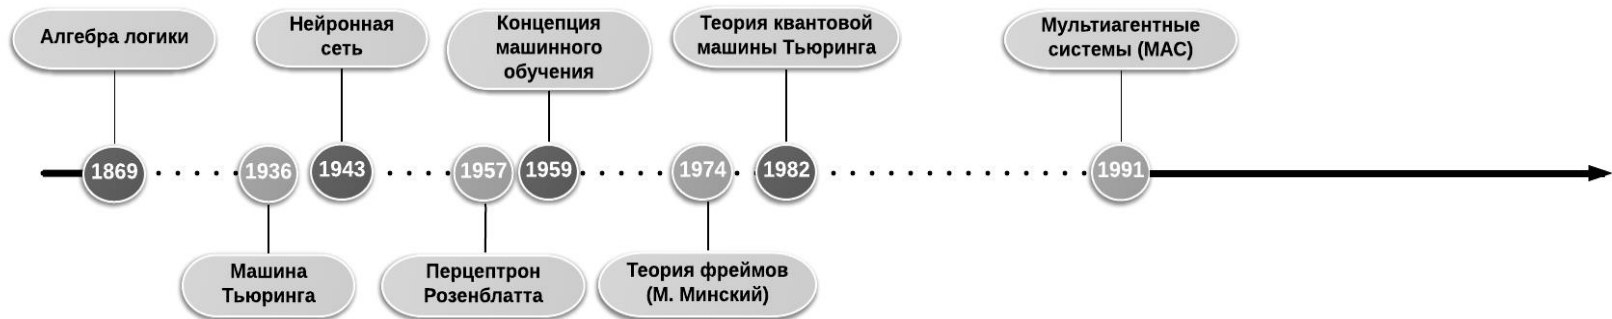 Алгебра логики
Нейронная
сеть
Концепция
машинного
обучения
Теория квантовой
машины Тьюринга
Мультиагентные
системы (МАС)
1869
1936
1943
1957
1959
1974
1982
1991
Машина
Тьюринга
Перцептрон
Розенблатта
Теория фреймов
(М. Минский)